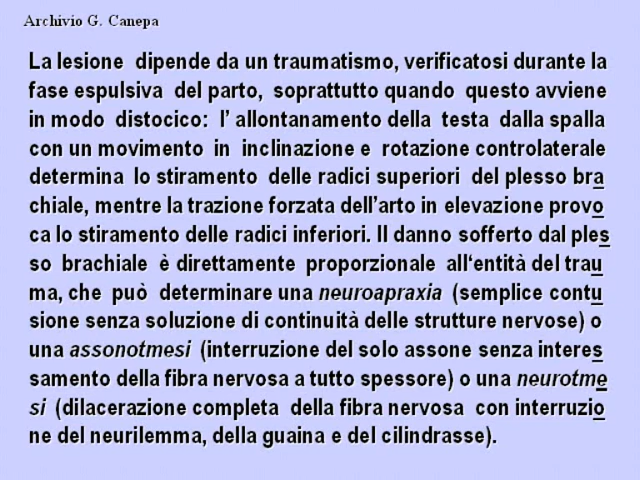 Archivio G. Canepa
La lesione dipende da un traumatismo, verificatosi durante la
fase espulsiva del parto, soprattutto quando questo avviene
in modo distocico: l’ allontanamento della testa dalla spalla
con un movimento in inclinazione e rotazione controlaterale
determina lo stiramento delle radici superiori del plesso bra
chiale, mentre la trazione forzata dell’arto in elevazione provo
ca lo stiramento delle radici inferiori. Il danno sofferto dal ples
so brachiale è direttamente proporzionale all‘entità del trau
ma, che può determinare una neuroapraxia (semplice contu
sione senza soluzione di continuità delle strutture nervose) o
una assonotmesi (interruzione del solo assone senza interes
samento della fibra nervosa a tutto spessore) o una neurotme
si (dilacerazione completa della fibra nervosa con interruzio
ne del neurilemma, della guaina e del cilindrasse).